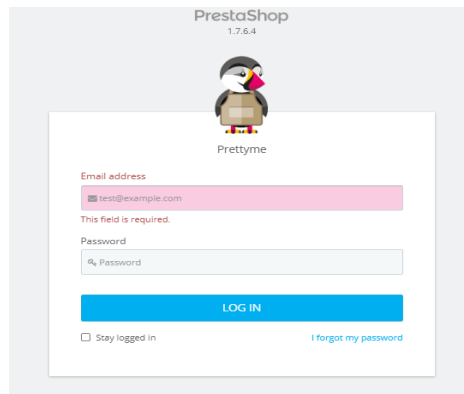 PrestaShop
1.7.6.4
Prettyme
Email address
test@example.com
This field is required.
Password
Password
LOG IN
Stay logged in
I forgot my password